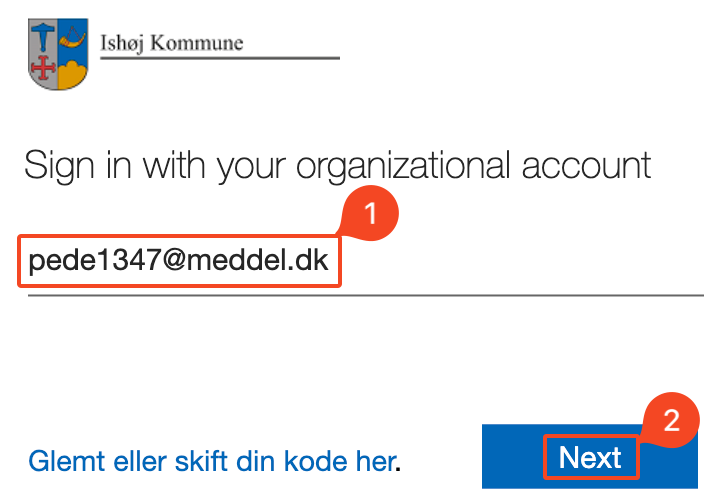 Ishøj Kommune
Sign in with your organizational account
1
pede1347@meddel.dk
2
Next
Glemt eller skift din kode her.